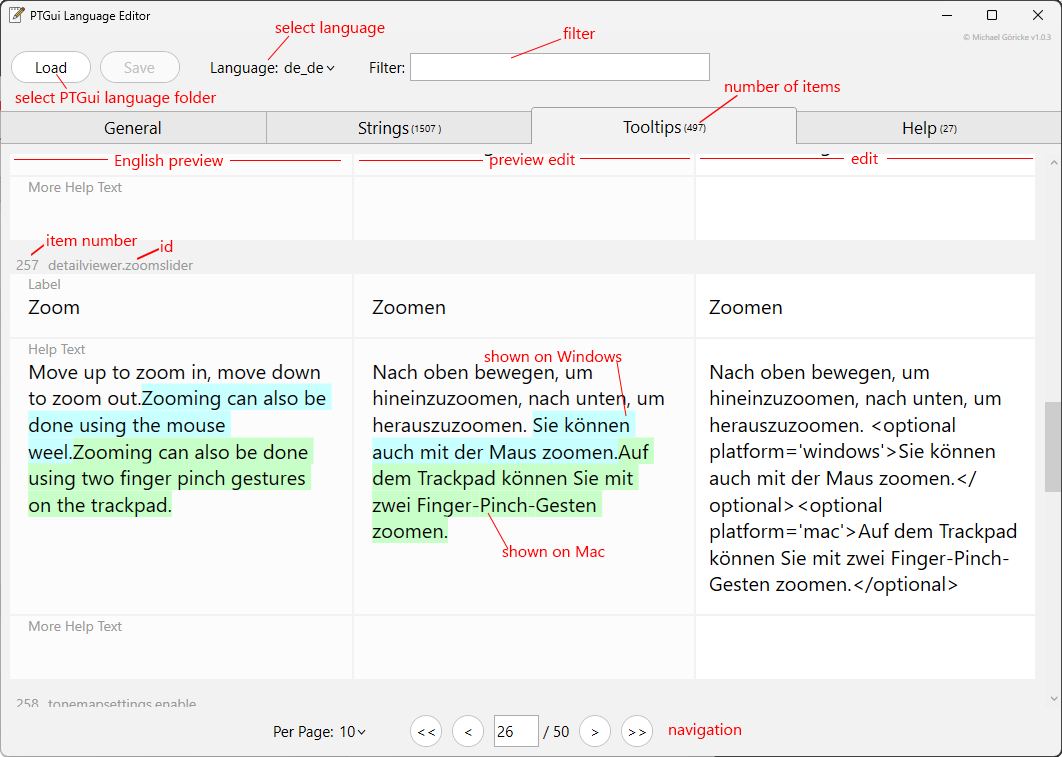 PTGui Language Editor
select language
filter
© Michael Göricke v1.0.3
Load Save Language: de_de Filter:
select PTGui language folder
number of items
General Strings (1507 ) Tooltips (497) Help (27)
English preview preview edit edit
More Help Text
item number id
257 detailviewer.zoomslider
Label
Zoom Zoomen Zoomen
Help Text
shown on Windows
Move up to zoom in, move down Nach oben bewegen, um Nach oben bewegen, um
to zoom out.Zooming can also be hineinzuzoomen, nach unten, um hineinzuzoomen, nach unten, um
done using the mouse herauszuzoomen. Sie können herauszuzoomen. <optional
weel.Zooming can also be done auch mit der Maus zoomen.Auf platform='windows'>Sie können
using two finger pinch gestures dem Trackpad können Sie mit auch mit der Maus zoomen.</
on the trackpad. zwei Finger-Pinch-Gesten optional><optional
zoomen. platform='mac'>Auf dem Trackpad
shown on Mac
können Sie mit zwei Finger-Pinch-
Gesten zoomen.</optional>
More Help Text
258 tonemapsettings.enable
Per Page: 10 << < 26 / 50 > >> navigation